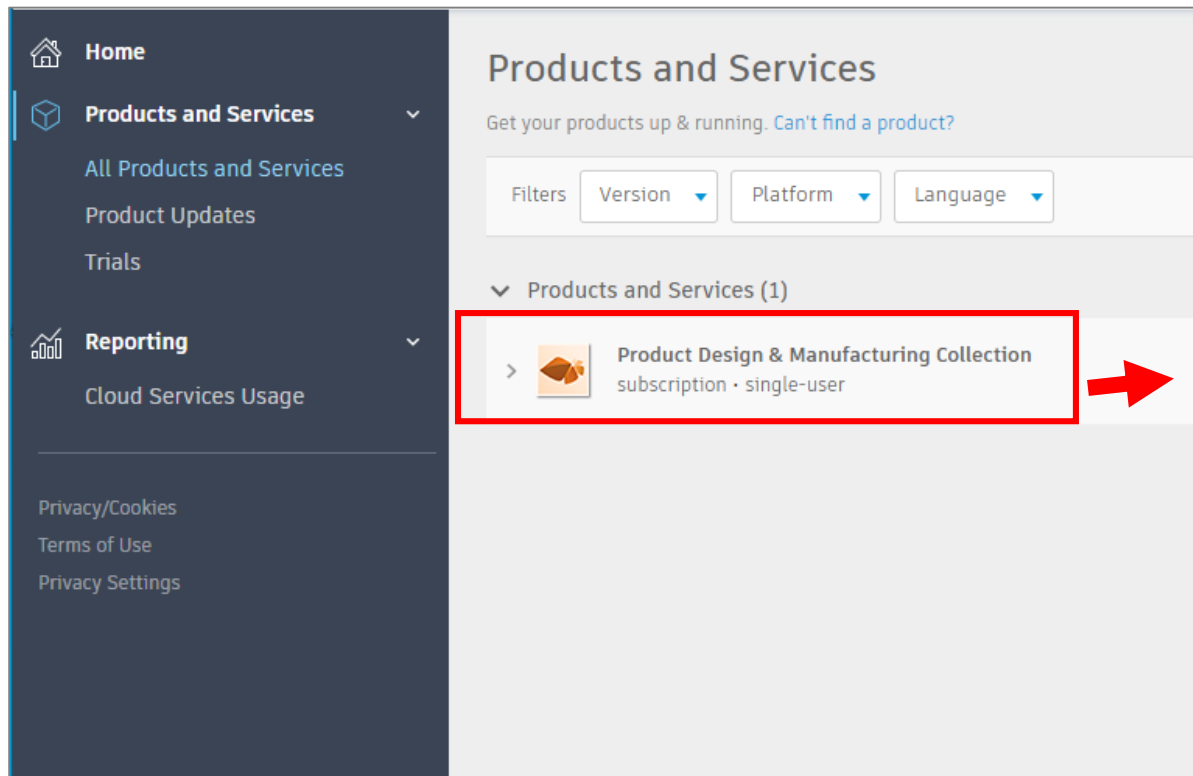 Home
Products and Services
All Products and Services
Product Updates
Trials
Reporting
Cloud Services Usage
Privacy/Cookies
Terms of Use
Privacy Settings
Products and Services
Get your products up & running. Can't find a product?
Filters Version Platform Language
Products and Services (1)
Product Design & Manufacturing Collection
subscription • single-user